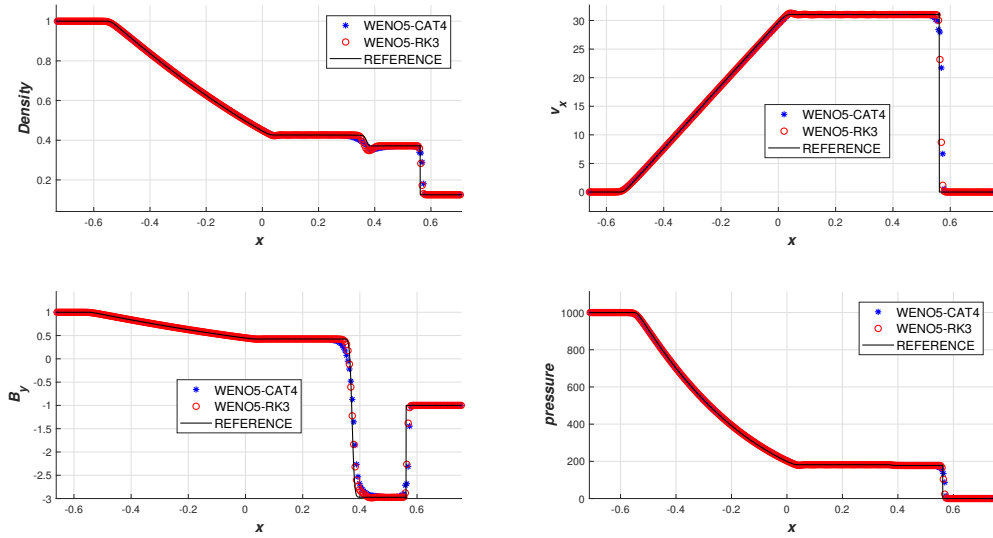 Density
1
0.8
0.6
0.4
0.2
WENO5-CAT4
WENO5-RK3
REFERENCE
-0.6 -0.4 -0.2 0 0.2 0.4 0.6
x
v_x
30
25
20
15
10
5
0
WENO5-CAT4
WENO5-RK3
REFERENCE
-0.6 -0.4 -0.2 0 0.2 0.4 0.6
x
B_y
1
0.5
0
-0.5
-1
-1.5
-2
-2.5
-3
WENO5-CAT4
WENO5-RK3
REFERENCE
-0.6 -0.4 -0.2 0 0.2 0.4 0.6
x
pressure
1000
800
600
400
200
0
WENO5-CAT4
WENO5-RK3
REFERENCE
-0.6 -0.4 -0.2 0 0.2 0.4 0.6
x